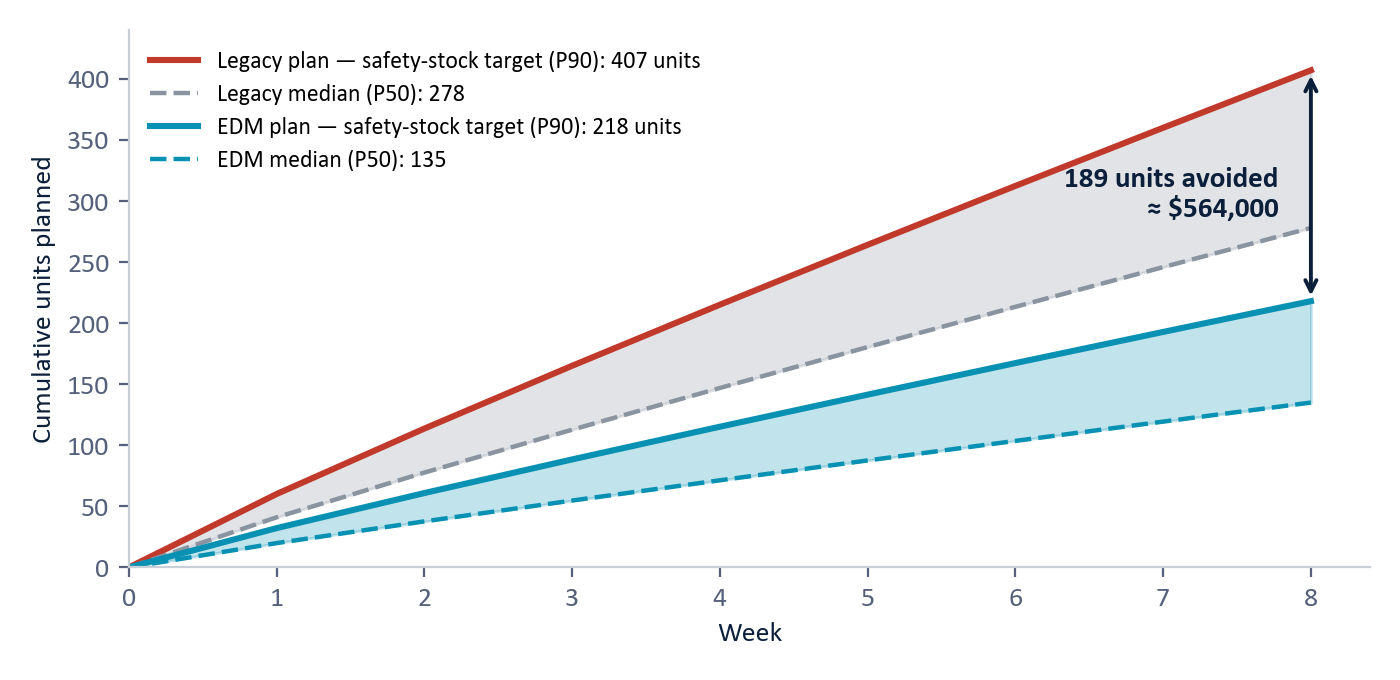 Legacy plan — safety-stock target (P90): 407 units
Legacy median (P50): 278
EDM plan — safety-stock target (P90): 218 units
EDM median (P50): 135
189 units avoided
≈ $564,000
Cumulative units planned
400
350
300
250
200
150
100
50
0
0 1 2 3 4 5 6 7 8
Week